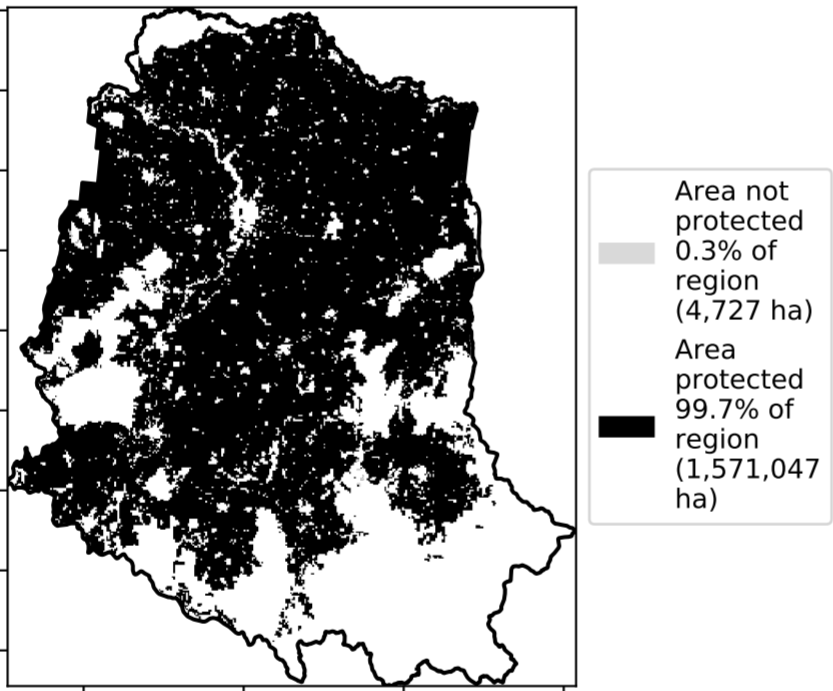 Area not
protected
0.3% of
region
(4,727 ha)
Area
protected
99.7% of
region
(1,571,047
ha)